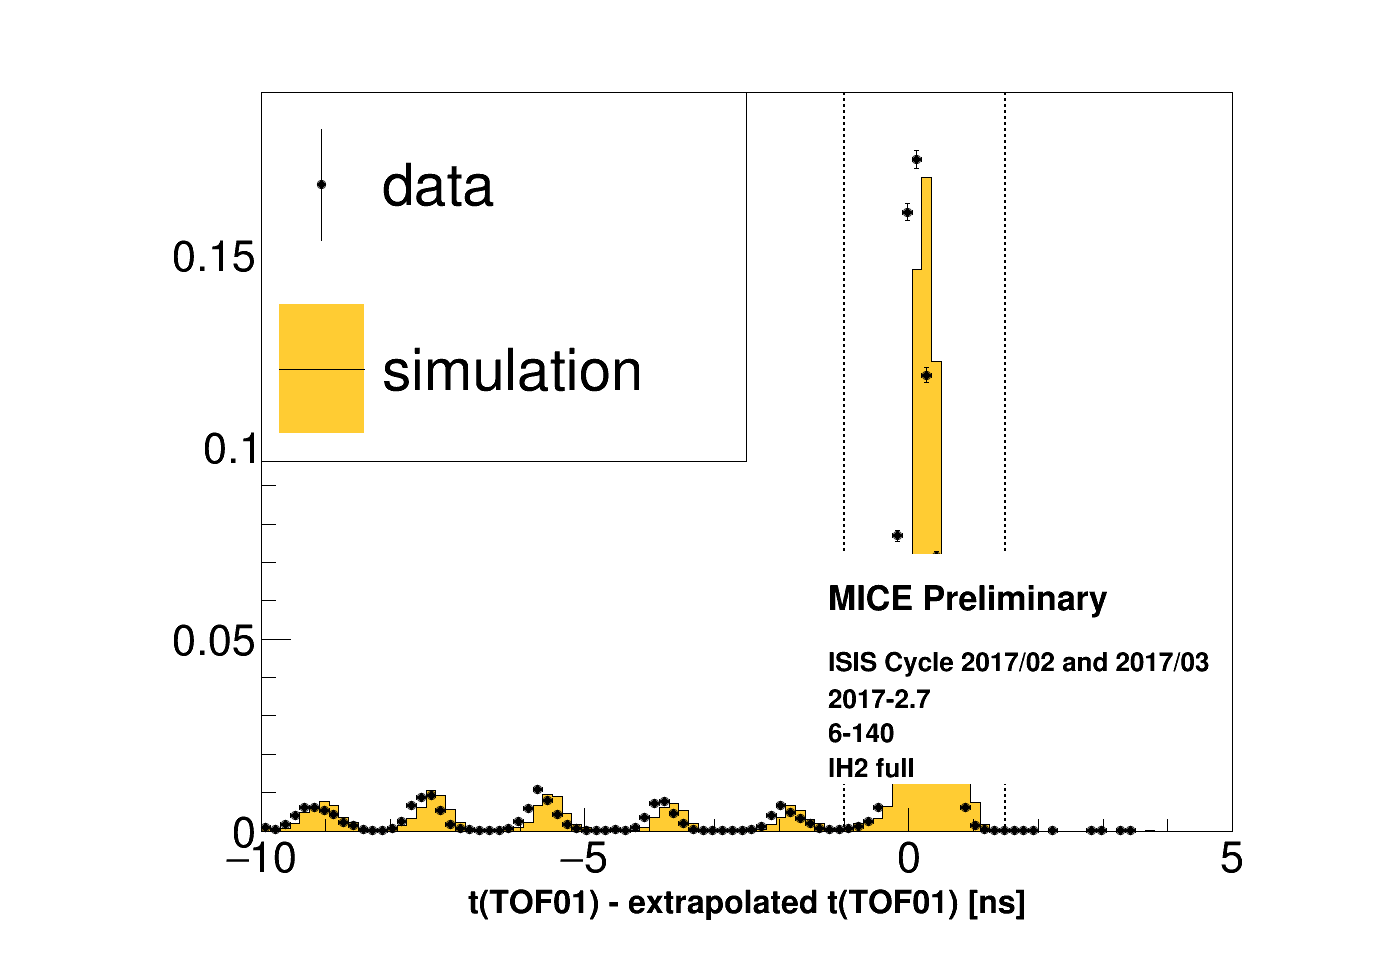 data
0.15
simulation
0.1
MICE Preliminary
0.05
ISIS Cycle 2017/02 and 2017/03
2017-2.7
6-140
IH2 full
0
−10
−5
0
5
t(TOF01) - extrapolated t(TOF01) [ns]